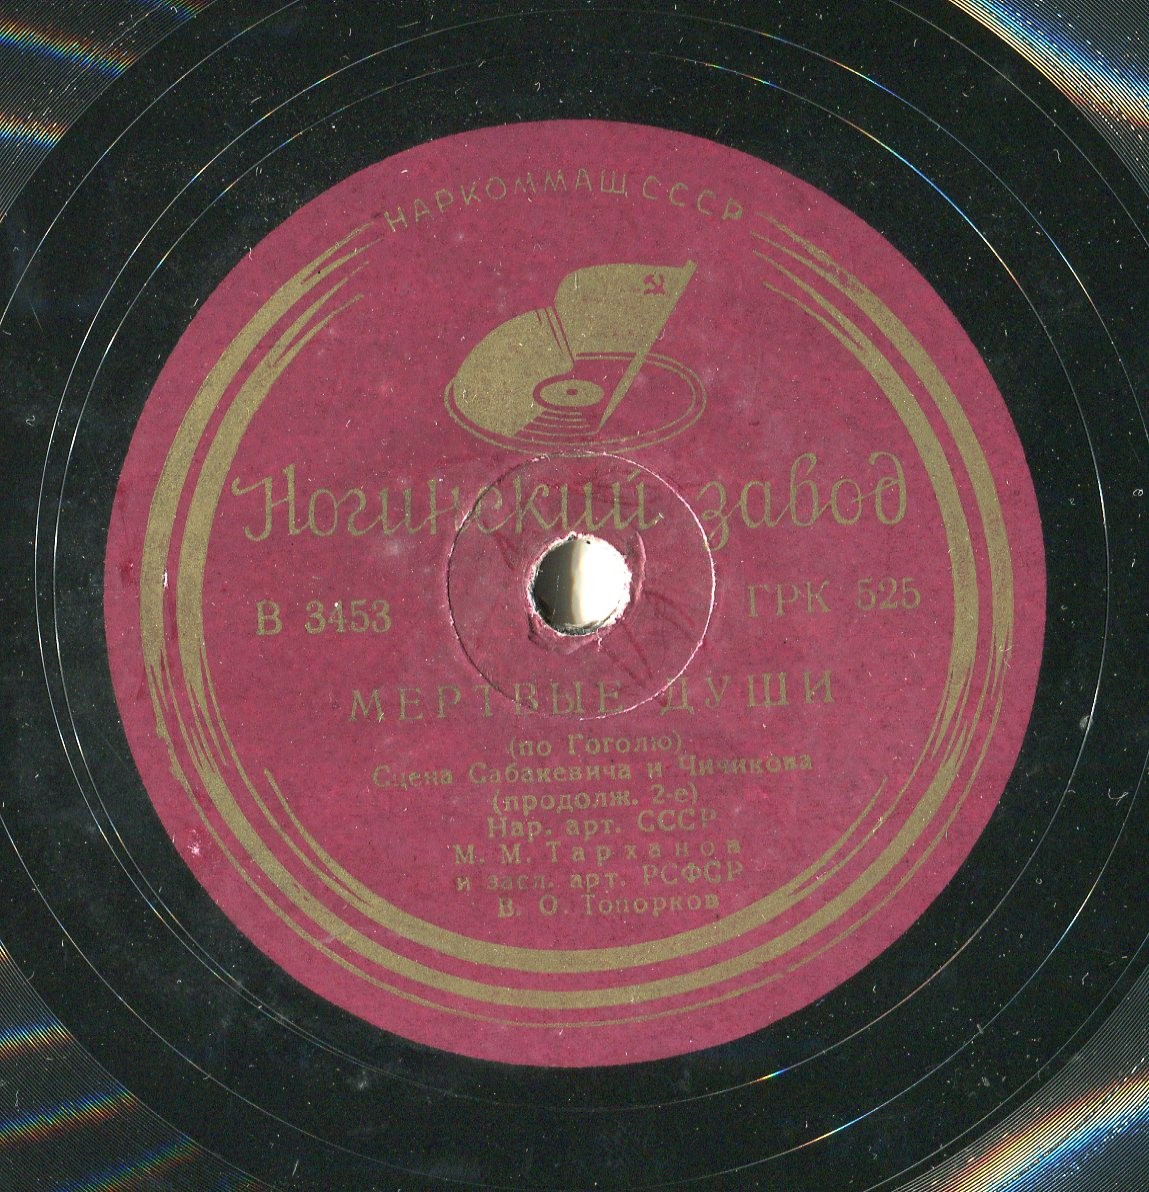 НАРКОММАШ СССР
Ногинский завод
В 3453
ГРК 525
МЕРТВЫЕ ДУШИ
(по Гоголю)
Сцена Сабакевича и Чичикова
(продолж. 2-е)
Нар. арт. СССР
М. М. Тарханов
и засл. арт. РСФСР
В. О. Топорков